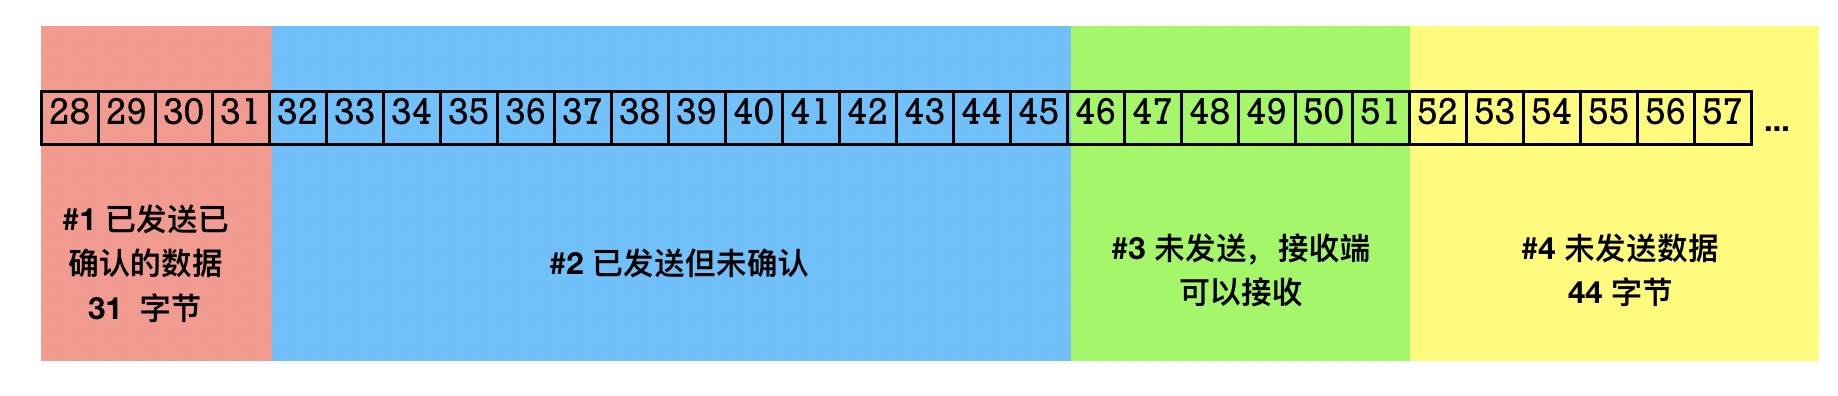 28 29 30 31 32 33 34 35 36 37 38 39 40 41 42 43 44 45 46 47 48 49 50 51 52 53 54 55 56 57 ...
#1 已发送已
确认的数据
31 字节
#2 已发送但未确认
#3 未发送，接收端
可以接收
#4 未发送数据
44 字节